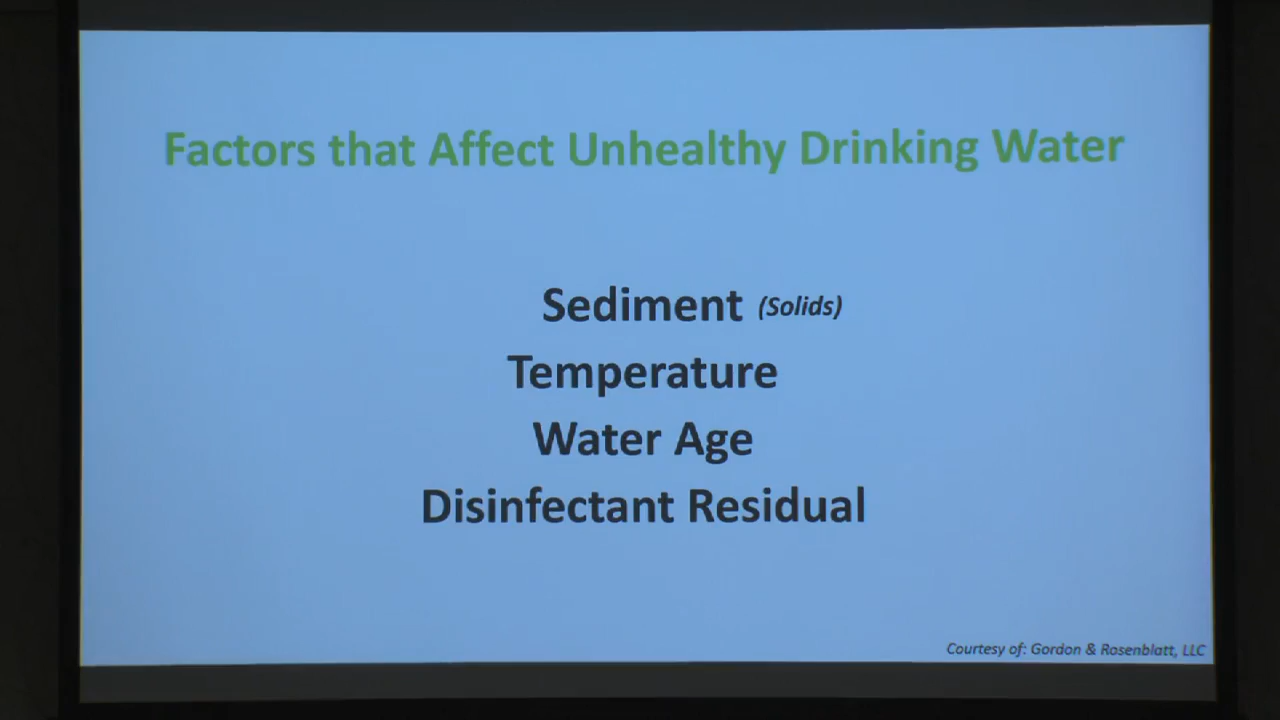 Factors that Affect Unhealthy Drinking Water
Sediment (Solids)
Temperature
Water Age
Disinfectant Residual
Courtesy of: Gordon & Rosenblatt, LLC